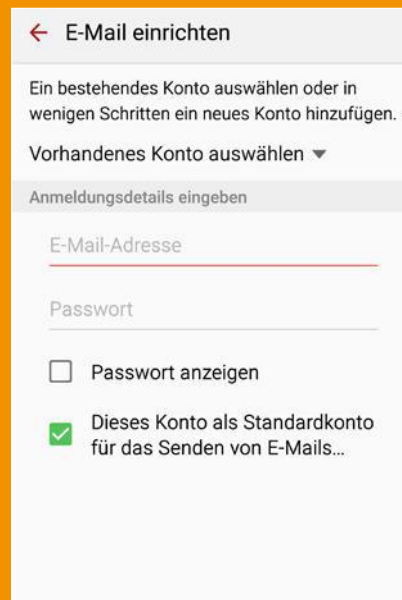 E-Mail einrichten
Ein bestehendes Konto auswählen oder in
wenigen Schritten ein neues Konto hinzufügen.
Vorhandenes Konto auswählen
Anmeldungsdetails eingeben
E-Mail-Adresse
Passwort
Passwort anzeigen
Dieses Konto als Standardkonto
für das Senden von E-Mails...